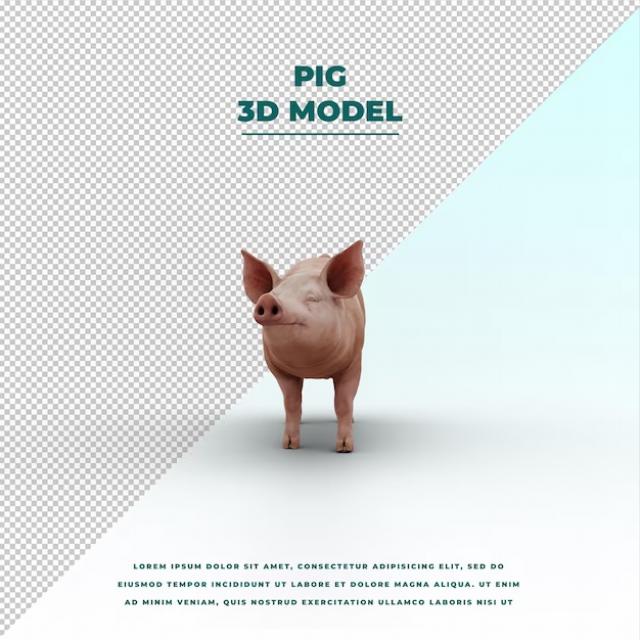 PIG
3D MODEL
LOREM IPSUM DOLOR SIT AMET, CONSECTETUR ADIPISICING ELIT, SED DO
EIUSMOD TEMPOR INCIDIDUNT UT LABORE ET DOLORE MAGNA ALIQUA. UT ENIM
AD MINIM VENIAM, QUIS NOSTRUD EXERCITATION ULLAMCO LABORIS NISI UT